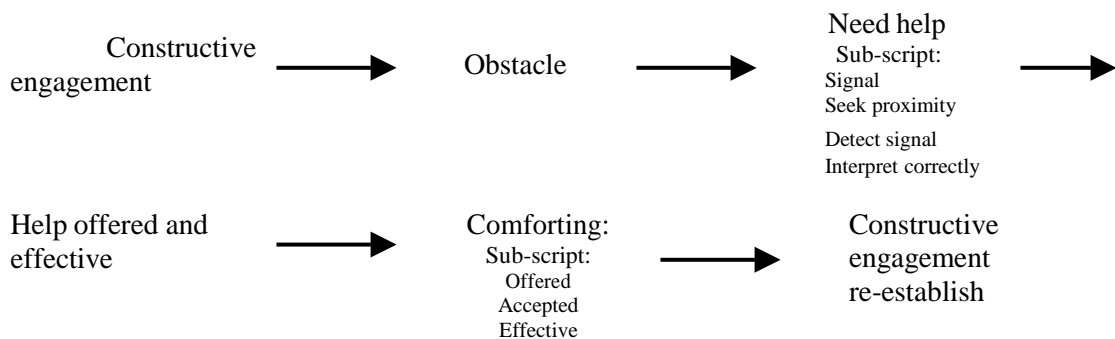 Constructive
engagement
Obstacle
Need help
Sub-script:
Signal
Seek proximity
Detect signal
Interpret correctly
Help offered and
effective
Comforting:
Sub-script:
Offered
Accepted
Effective
Constructive
engagement
re-establish